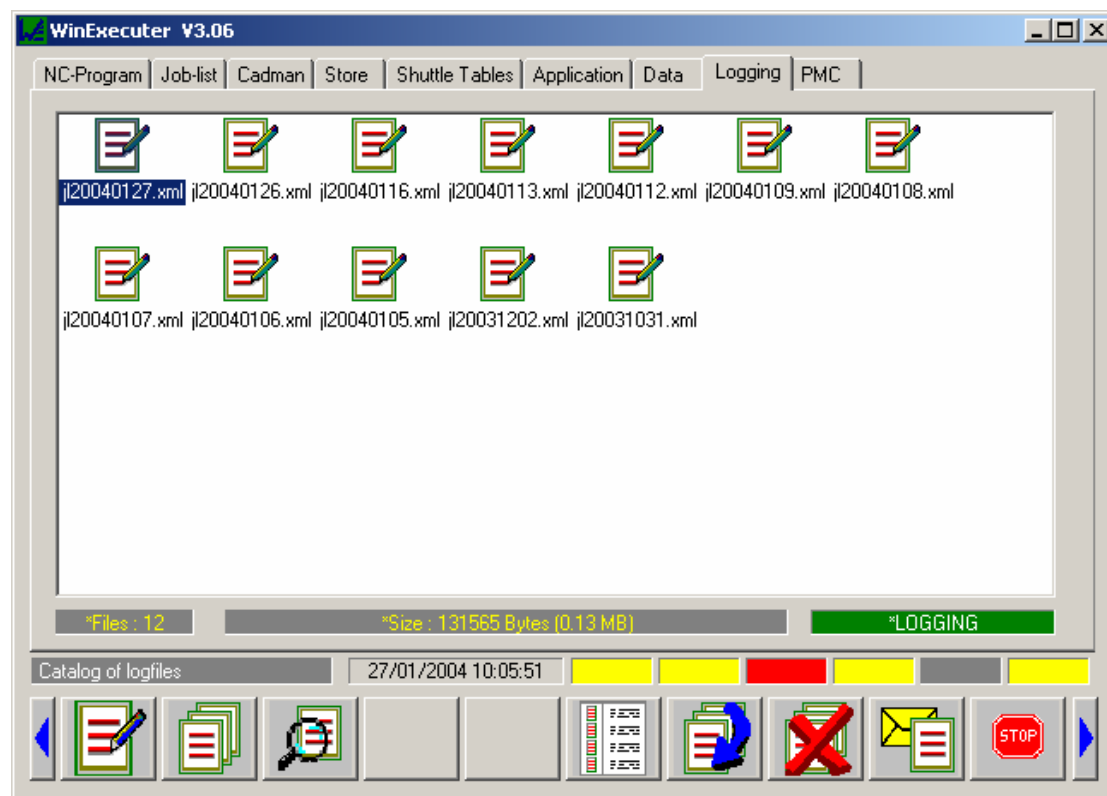 WinExecuter V3.06
NC-Program Job-list Cadman Store Shuttle Tables Application Data Logging PMC
jl20040127.xml jl20040126.xml jl20040116.xml jl20040113.xml jl20040112.xml jl20040109.xml jl20040108.xml
jl20040107.xml jl20040106.xml jl20040105.xml jl20031202.xml jl20031031.xml
*Files : 12 *Size : 131565 Bytes (0.13 MB) *LOGGING
Catalog of logfiles 27/01/2004 10:05:51
STOP